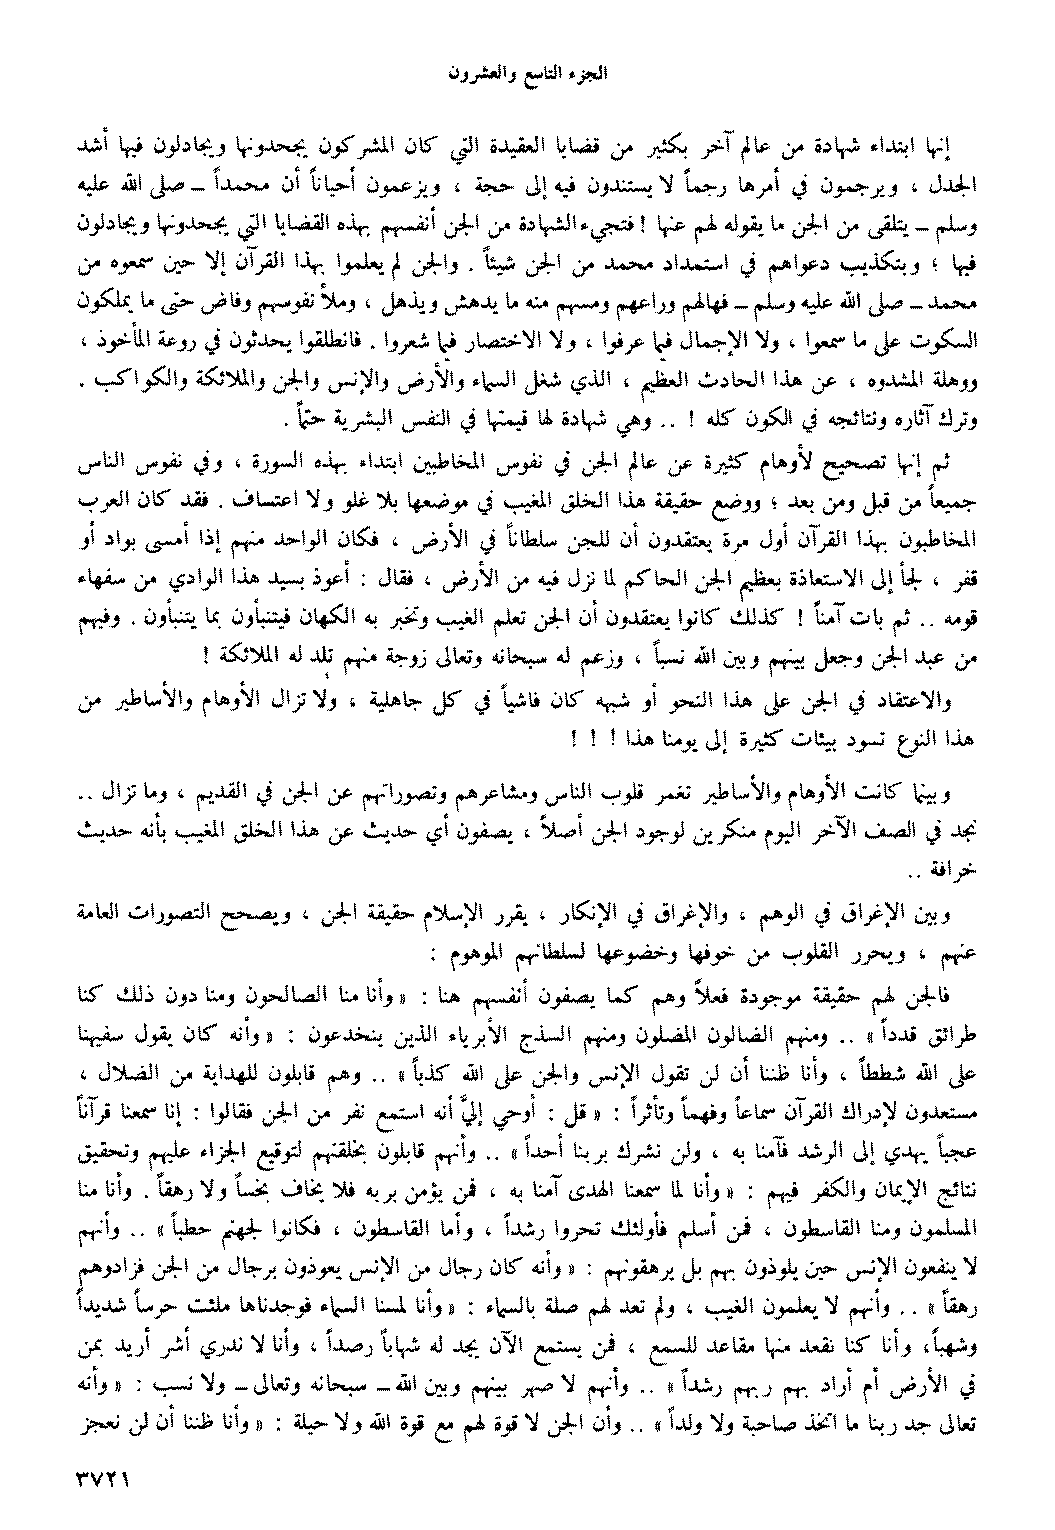 الجزء التاسع والعشرون
إنها ابتداء شهادة من عالم آخر بكثير من قضايا العقيدة التي كان المشركون يجحدونها ويجادلون فيها أشد
الجدل ، ويرجمون في أمرها رجماً لا يستندون فيه إلى حجة ، ويزعمون أحياناً أن محمداً – صلى الله عليه
وسلم – يتلقى من الجن ما يقوله لهم عنها ! فتجيء الشهادة من الجن أنفسهم بهذه القضايا التي يجحدونها ويجادلون
فيها ؛ وبتكذيب دعواهم في استمداد محمد من الجن شيئاً . والجن لم يعلموا بهذا القرآن إلا حين سمعوه من
محمد – صلى الله عليه وسلم – فهالهم وراعهم ومسهم منه ما يدهش ويذهل ، وملأ نفوسهم وفاض حتى ما يملكون
السكوت على ما سمعوا ، ولا الإجمال فيما عرفوا ، ولا الاختصار فيما شعروا . فانطلقوا يحدثون في روعة المأخوذ ،
ووهلة المشدوه ، عن هذا الحادث العظيم ، الذي شغل السماء والأرض والإنس والجن والملائكة والكواكب .
وترك آثاره ونتائجه في الكون كله ! .. وهي شهادة لها قيمتها في النفس البشرية حتماً .
ثم إنها تصحيح لأوهام كثيرة عن عالم الجن في نفوس المخاطبين ابتداء بهذه السورة ، وفي نفوس الناس
جميعاً من قبل ومن بعد ؛ ووضع حقيقة هذا الخلق المغيب في موضعها بلا غلو ولا اعتساف . فقد كان العرب
المخاطبون بهذا القرآن أول مرة يعتقدون أن للجن سلطاناً في الأرض ، فكان الواحد منهم إذا أمسى بواد أو
قفر ، لجأ إلى الاستعاذة بعظيم الجن الحاكم لما نزل فيه من الأرض ، فقال : أعوذ بسيد هذا الوادي من سفهاء
قومه .. ثم بات آمناً ! كذلك كانوا يعتقدون أن الجن تعلم الغيب وتخبر به الكهان فيتنبأون بما يتنبأون . وفيهم
من عبد الجن وجعل بينهم وبين الله نسباً ، وزعم له سبحانه وتعالى زوجة منهم تلد له الملائكة !
والاعتقاد في الجن على هذا النحو أو شبهه كان فاشياً في كل جاهلية ، ولا تزال الأوهام والأساطير من
هذا النوع تسود بيئات كثيرة إلى يومنا هذا ! ! !
وبينما كانت الأوهام والأساطير تغمر قلوب الناس ومشاعرهم وتصوراتهم عن الجن في القديم ، وما تزال ..
نجد في الصف الآخر اليوم منكرين لوجود الجن أصلاً ، يصفون أي حديث عن هذا الخلق المغيب بأنه حديث
خرافة ..
وبين الإغراق في الوهم ، والإغراق في الإنكار ، يقرر الإسلام حقيقة الجن ، ويصحح التصورات العامة
عنهم ، ويحرر القلوب من خوفها وخضوعها لسلطانهم الموهوم :
فالجن لهم حقيقة موجودة فعلاً وهم كما يصفون أنفسهم هنا : « وأنا منا الصالحون ومنا دون ذلك كنا
طرائق قدداً » .. ومنهم الضالون المضلون ومنهم السذج الأبرياء الذين ينخدعون : « وأنه كان يقول سفيهنا
على الله شططاً ، وأنا ظننا أن لن تقول الإنس والجن على الله كذباً » .. وهم قابلون للهداية من الضلال ،
مستعدون لإدراك القرآن سماعاً وفهماً وتأثراً : « قل : أوحي إليَّ أنه استمع نفر من الجن فقالوا : إنا سمعنا قرآناً
عجباً يهدي إلى الرشد فآمنا به ، ولن نشرك بربنا أحداً » .. وأنهم قابلون بخلقتهم لتوقيع الجزاء عليهم وتحقيق
نتائج الإيمان والكفر فيهم : « وأنا لما سمعنا الهدى آمنا به ، فمن يؤمن بربه فلا يخاف بخساً ولا رهقاً . وأنا منا
المسلمون ومنا القاسطون ، فمن أسلم فأولئك تحروا رشداً ، وأما القاسطون ، فكانوا لجهنم حطباً » .. وأنهم
لا ينفعون الإنس حين يلوذون بهم بل يرهقونهم : « وأنه كان رجال من الإنس يعوذون برجال من الجن فزادوهم
رهقاً » .. وأنهم لا يعلمون الغيب ، ولم تعد لهم صلة بالسماء : « وأنا لمسنا السماء فوجدناها ملئت حرساً شديداً
وشهباً، وأنا كنا نقعد منها مقاعد للسمع ، فمن يستمع الآن يجد له شهاباً رصداً ، وأنا لا ندري أشر أريد بمن
في الأرض أم أراد بهم ربهم رشداً » .. وأنهم لا صهر بينهم وبين الله – سبحانه وتعالى – ولا نسب : « وأنه
تعالى جد ربنا ما اتخذ صاحبة ولا ولداً » .. وأن الجن لا قوة لهم مع قوة الله ولا حيلة : « وأنا ظننا أن لن نعجز
٣٧٢١